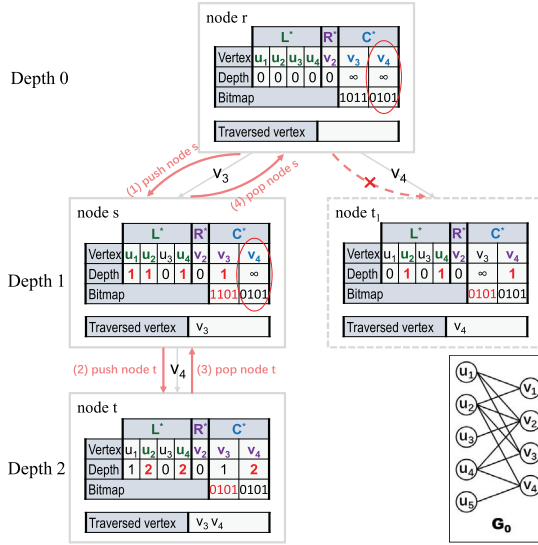 node r
L* R* C*
Vertex u1 u2 u3 u4 v2 v3 v4
Depth 0 0 0 0 0 ∞ ∞
Bitmap 1011 0101
Traversed vertex
Depth 0
(1) push node s
v3
(4) pop node s
v4
node s
L* R* C*
Vertex u1 u2 u3 u4 v2 v3 v4
Depth 1 1 0 1 0 1 ∞
Bitmap 1101 0101
Traversed vertex v3
Depth 1
node t1
L* R* C*
Vertex u1 u2 u3 u4 v2 v3 v4
Depth 0 1 0 1 0 ∞ 1
Bitmap 0101 0101
Traversed vertex v4
(2) push node t
v4
(3) pop node t
node t
L* R* C*
Vertex u1 u2 u3 u4 v2 v3 v4
Depth 1 2 0 2 0 1 2
Bitmap 0101 0101
Traversed vertex v3 v4
Depth 2
u1
v1
u2
v2
u3
v3
u4
v4
u5
G0